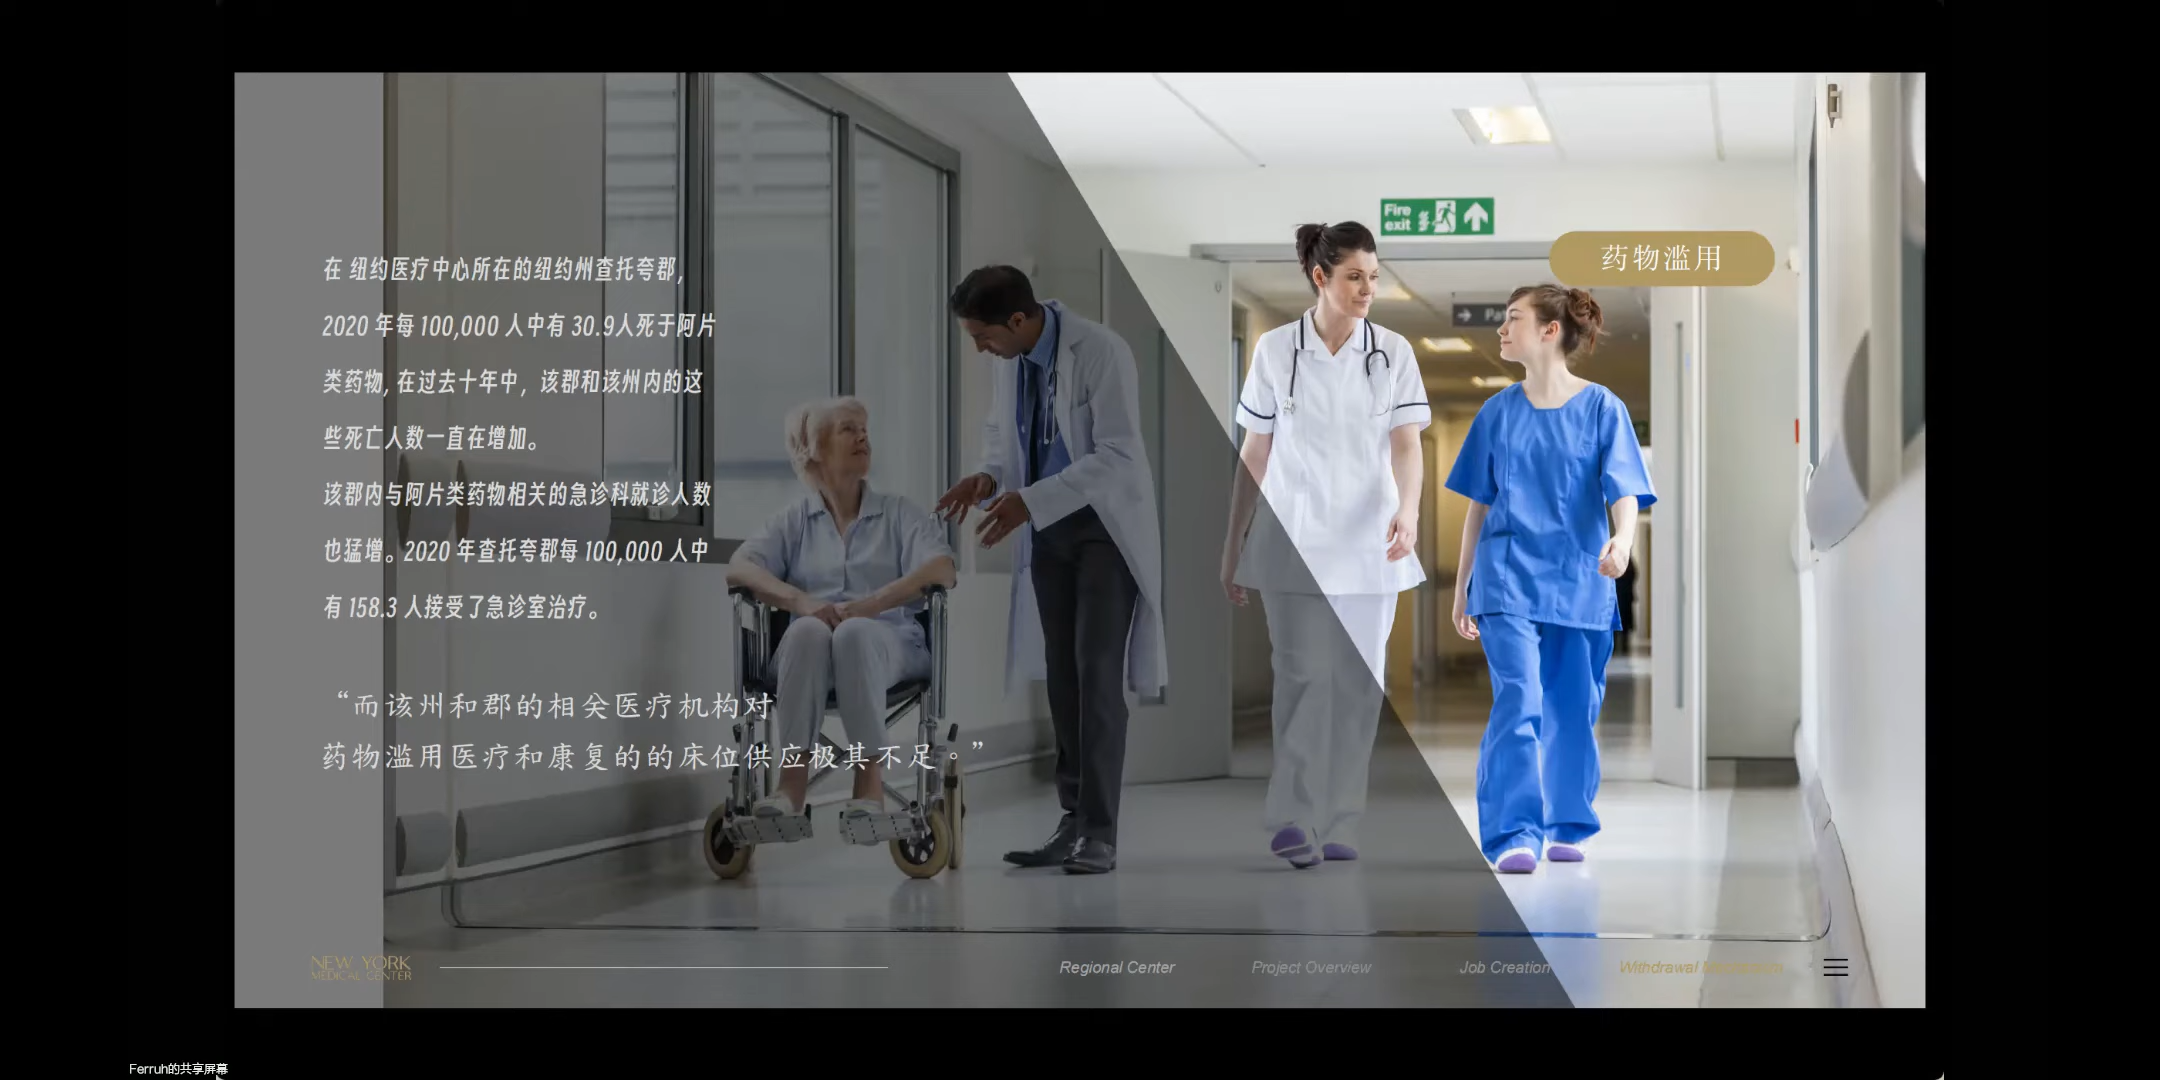 Fire
exit
药物滥用
在 纽约医疗中心所在的纽约州查托夸郡,
2020 年每 100,000 人中有 30.9人死于阿片
类药物, 在过去十年中，该郡和该州内的这
些死亡人数一直在增加。
该郡内与阿片类药物相关的急诊科就诊人数
也猛增。2020 年查托夸郡每 100,000 人中
有 158.3 人接受了急诊室治疗。
“而该州和郡的相关医疗机构对
药物滥用医疗和康复的的床位供应极其不足。”
NEW YORK
MEDICAL CENTER
Regional Center
Project Overview
Job Creation
Withdrawal
Ferruh的共享屏幕